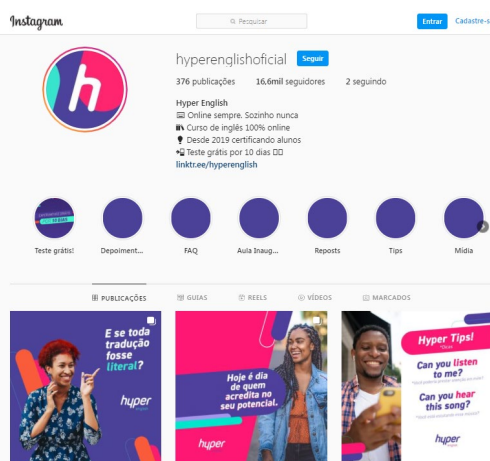 Instagram
Pesquisar
Entrar
Cadastre-s
h
hyperenglishoficial
Seguir
376 publicações 16,6mil seguidores 2 seguindo
Hyper English
Online sempre. Sozinho nunca
Curso de inglês 100% online
Desde 2019 certificando alunos
Teste grátis por 10 dias
linktr.ee/hyperenglish
Teste grátis!
Depoiment...
FAQ
Aula Inaug...
Reposts
Tips
Mídia
PUBLICAÇÕES
GUIAS
REELS
VÍDEOS
MARCADOS
E se toda
tradução
fosse
literal?
hyper
Hoje é dia
de quem
acredita no
seu potencial.
hyper
Hyper Tips!
Can you listen
to me?
Can you hear
this song?
hyper